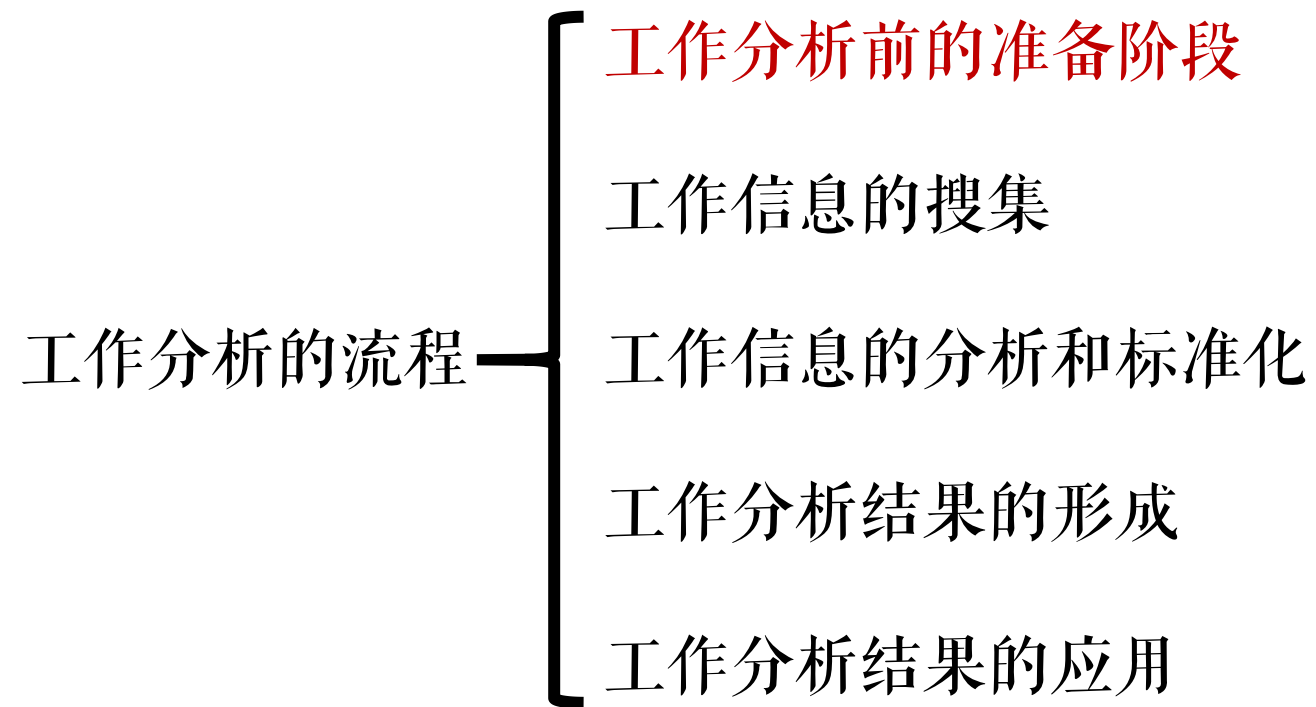 工作分析的流程
工作分析前的准备阶段
工作信息的搜集
工作信息的分析和标准化
工作分析结果的形成
工作分析结果的应用